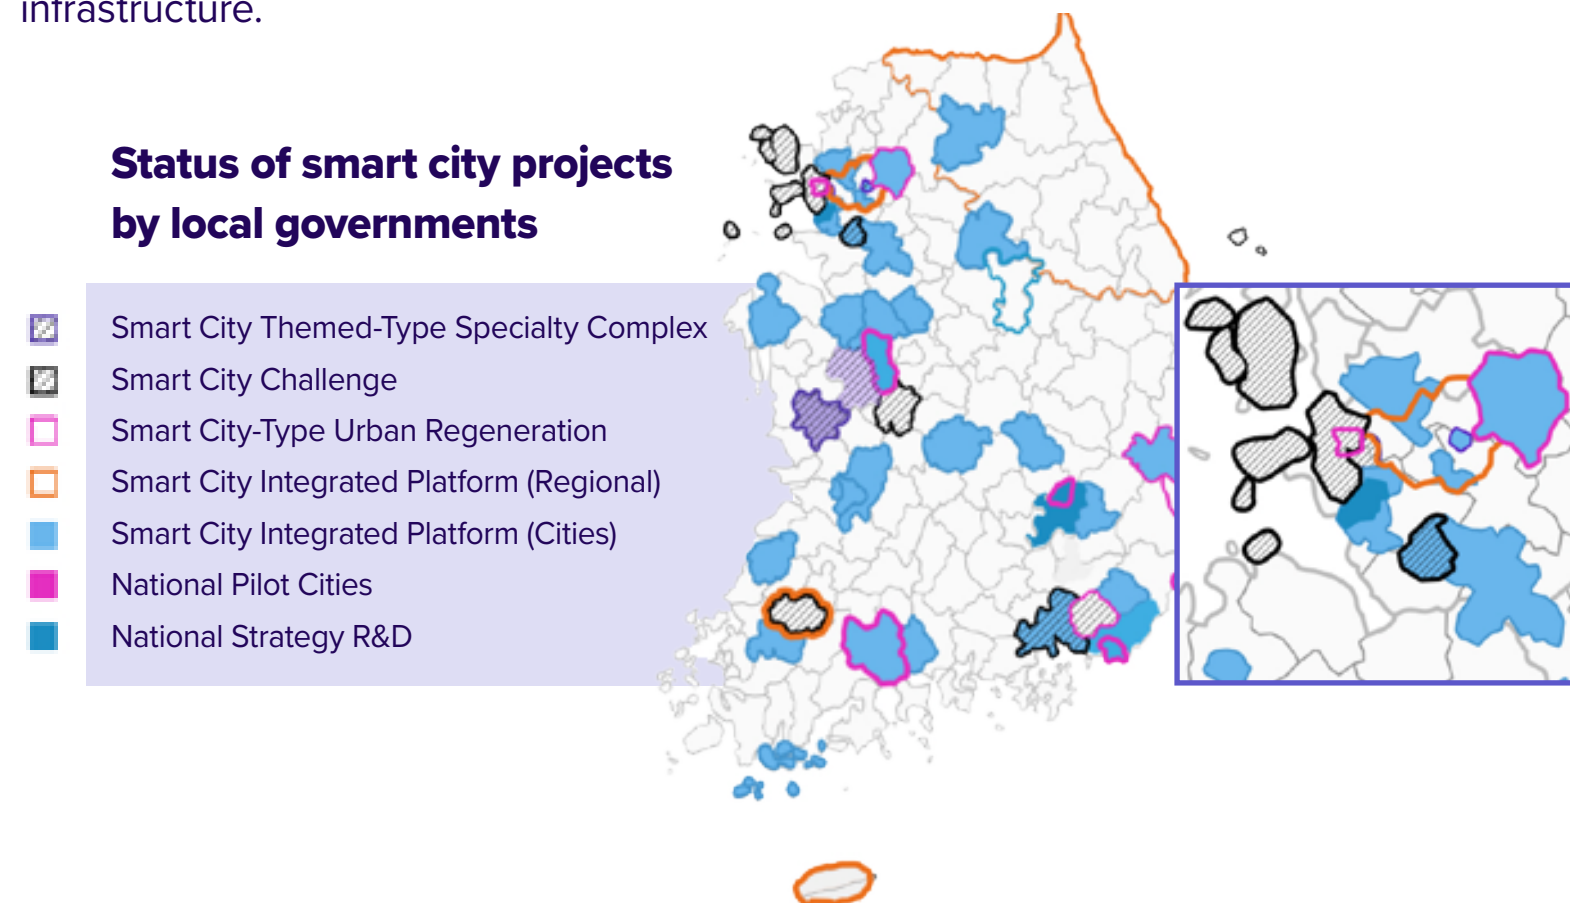 infrastructure.
Status of smart city projects
by local governments
Smart City Themed-Type Specialty Complex
Smart City Challenge
Smart City-Type Urban Regeneration
Smart City Integrated Platform (Regional)
Smart City Integrated Platform (Cities)
National Pilot Cities
National Strategy R&D